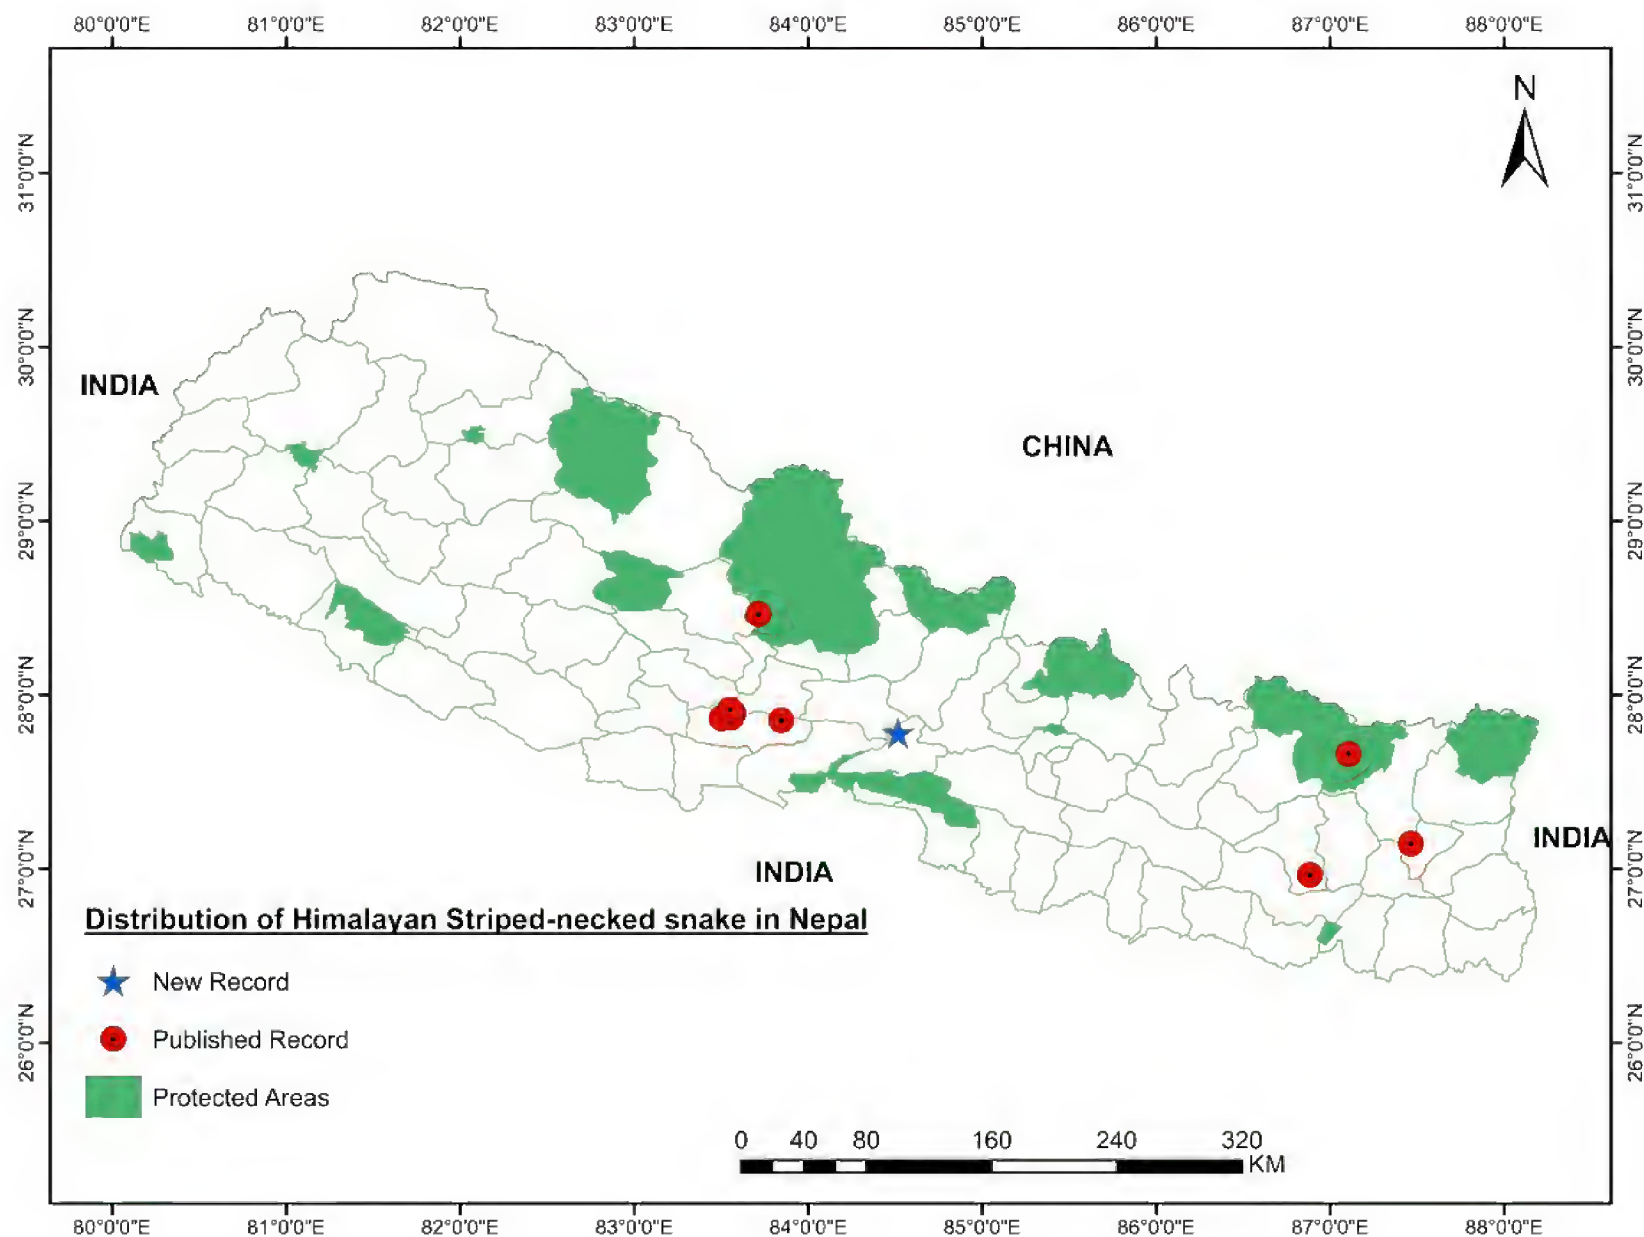 80°0'0"E 81°0'0"E 82°0'0"E 83°0'0"E 84°0'0"E 85°0'0"E 86°0'0"E 87°0'0"E 88°0'0"E
N
31°0'0"N 31°0'0"N
30°0'0"N 30°0'0"N
INDIA
CHINA
29°0'0"N 29°0'0"N
28°0'0"N 28°0'0"N
INDIA
27°0'0"N 27°0'0"N
INDIA
Distribution of Himalayan Striped-necked snake in Nepal
New Record
Published Record
26°0'0"N 26°0'0"N
Protected Areas
0 40 80 160 240 320
KM
80°0'0"E 81°0'0"E 82°0'0"E 83°0'0"E 84°0'0"E 85°0'0"E 86°0'0"E 87°0'0"E 88°0'0"E